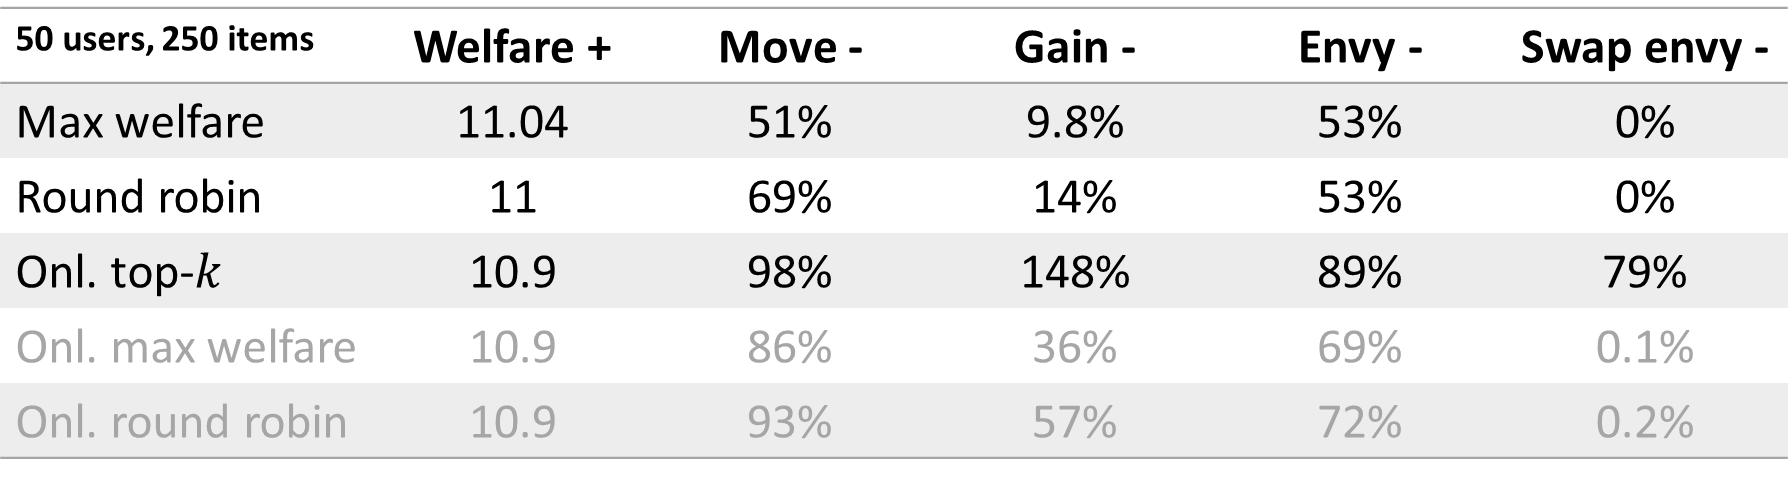 50 users, 250 items Welfare + Move - Gain - Envy - Swap envy -
Max welfare 11.04 51% 9.8% 53% 0%
Round robin 11 69% 14% 53% 0%
Onl. top-k 10.9 98% 148% 89% 79%
Onl. max welfare 10.9 86% 36% 69% 0.1%
Onl. round robin 10.9 93% 57% 72% 0.2%